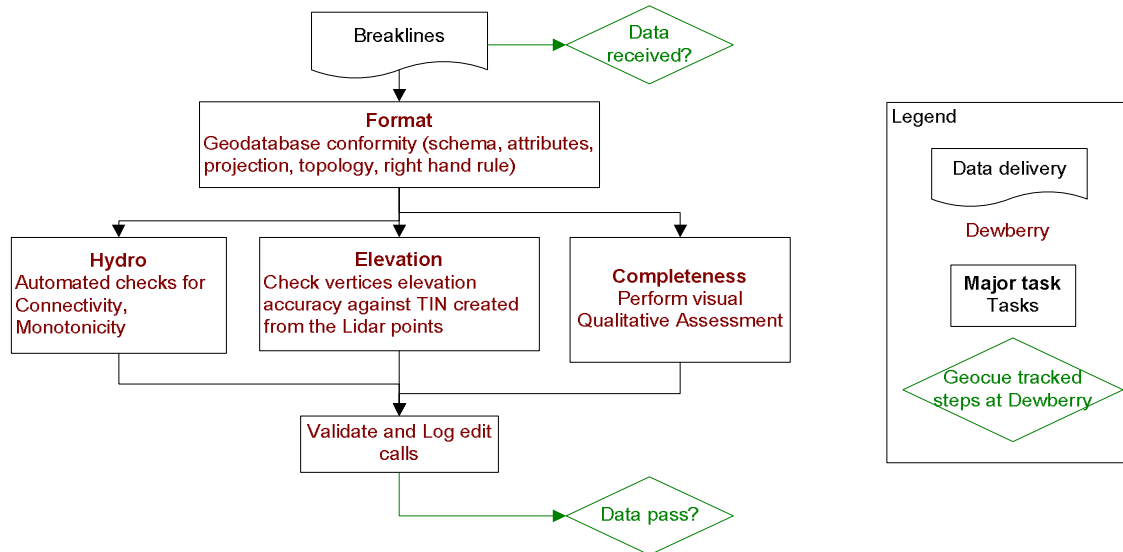 Breaklines
Data
received?
Format
Geodatabase conformity (schema, attributes,
projection, topology, right hand rule)
Hydro
Automated checks for
Connectivity,
Monotonicity
Elevation
Check vertices elevation
accuracy against TIN created
from the Lidar points
Completeness
Perform visual
Qualitative Assessment
Validate and Log edit
calls
Data pass?
Legend
Data delivery
Dewberry
Major task
Tasks
Geocue tracked
steps at Dewberry